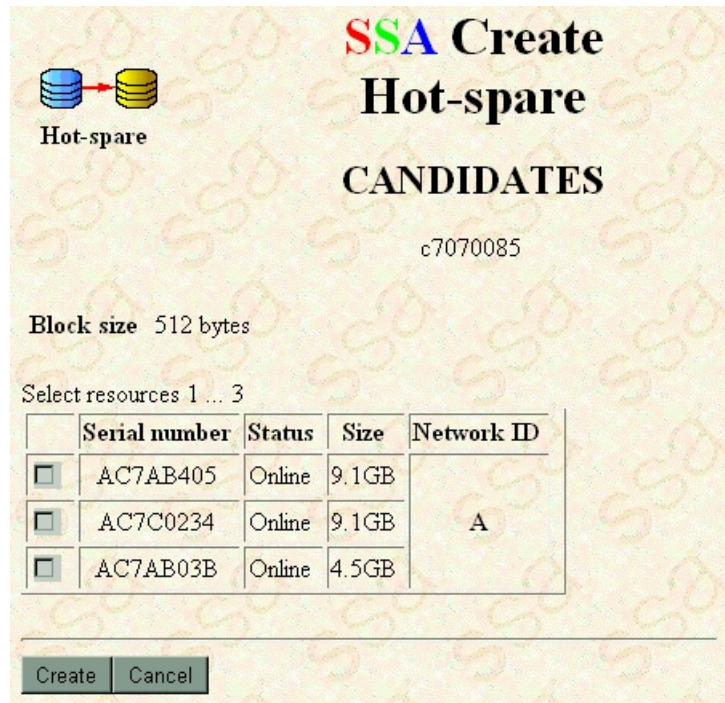 SSA Create
Hot-spare
Hot-spare
CANDIDATES
c7070085
Block size 512 bytes
Select resources 1 ... 3
Serial number Status Size Network ID
AC7AB405 Online 9.1GB
AC7C0234 Online 9.1GB A
AC7AB03B Online 4.5GB
Create Cancel